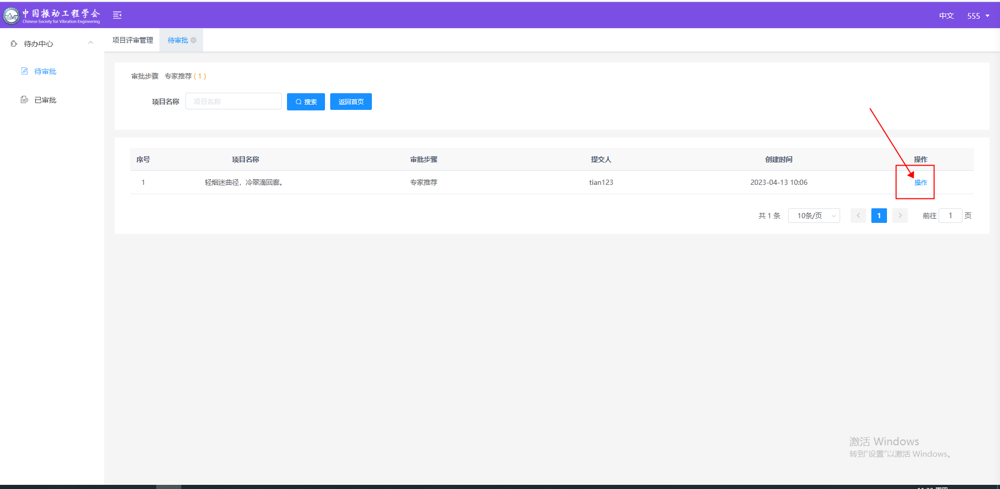 中国振动工程学会
Chinese Society for Vibration Engineering
中文 555
待办中心
待审批
已审批
项目评审管理 待审批
审批步骤 专家推荐 ( 1 )
项目名称 项目名称 搜索 返回首页
序号 项目名称 审批步骤 提交人 创建时间 操作
1 轻烟迷曲径，冷翠滴回廊。 专家推荐 tian123 2023-04-13 10:06 操作
共 1 条 10条/页 1 前往 1 页
激活 Windows
转到“设置”以激活 Windows。